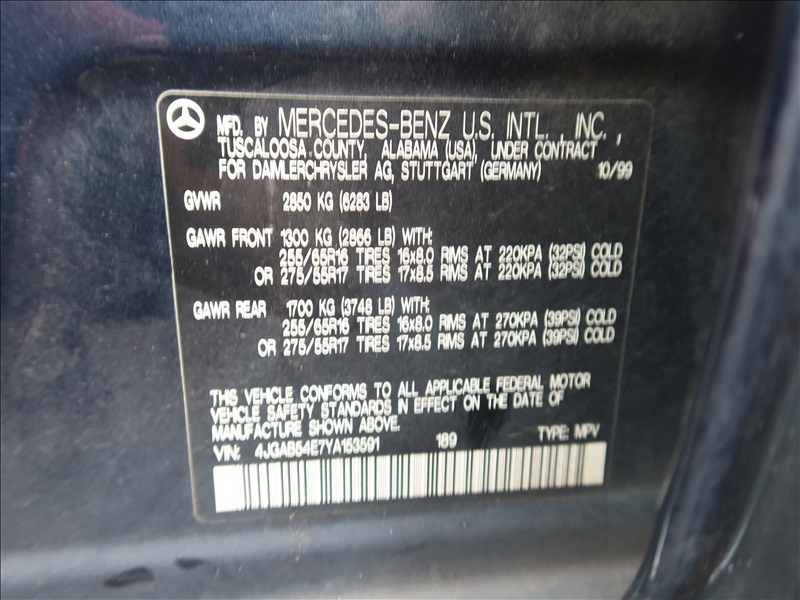 MFD. BY MERCEDES-BENZ U.S. INTL., INC.,
TUSCALOOSA COUNTY, ALABAMA (USA), UNDER CONTRACT
FOR DAMLERCHRYSLER AG, STUTTGART (GERMANY) 10/99
GVWR 2850 KG (6283 LB)
GAWR FRONT 1300 KG (2866 LB) WITH:
255/65R16 TIRES 16x8.0 RIMS AT 220KPA (32PSI) COLD
OR 275/55R17 TIRES 17x8.5 RIMS AT 220KPA (32PSI) COLD
GAWR REAR 1700 KG (3748 LB) WITH:
255/65R16 TIRES 16x8.0 RIMS AT 270KPA (39PSI) COLD
OR 275/55R17 TIRES 17x8.5 RIMS AT 270KPA (39PSI) COLD
THIS VEHICLE CONFORMS TO ALL APPLICABLE FEDERAL MOTOR
VEHICLE SAFETY STANDARDS IN EFFECT ON THE DATE OF
MANUFACTURE SHOWN ABOVE.
VIN: 4JGAB54E7YA153591 189 TYPE: MPV